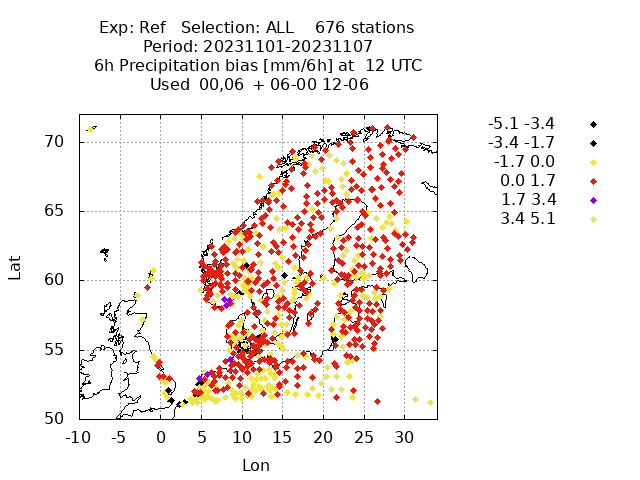 Exp: Ref Selection: ALL 676 stations
Period: 20231101-20231107
6h Precipitation bias [mm/6h] at 12 UTC
Used 00,06 + 06-00 12-06
-5.1 -3.4
-3.4 -1.7
-1.7 0.0
0.0 1.7
1.7 3.4
3.4 5.1
70
65
60
55
50
Lat
-10 -5 0 5 10 15 20 25 30
Lon